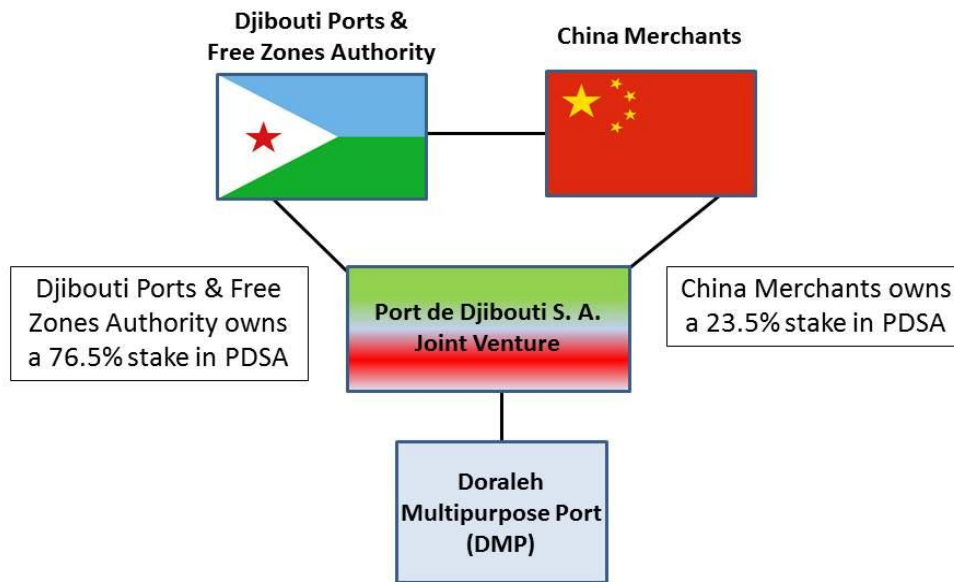 Djibouti Ports &
Free Zones Authority
China Merchants
Djibouti Ports & Free
Zones Authority owns
a 76.5% stake in PDSA
Port de Djibouti S. A.
Joint Venture
China Merchants owns
a 23.5% stake in PDSA
Doraleh
Multipurpose Port
(DMP)